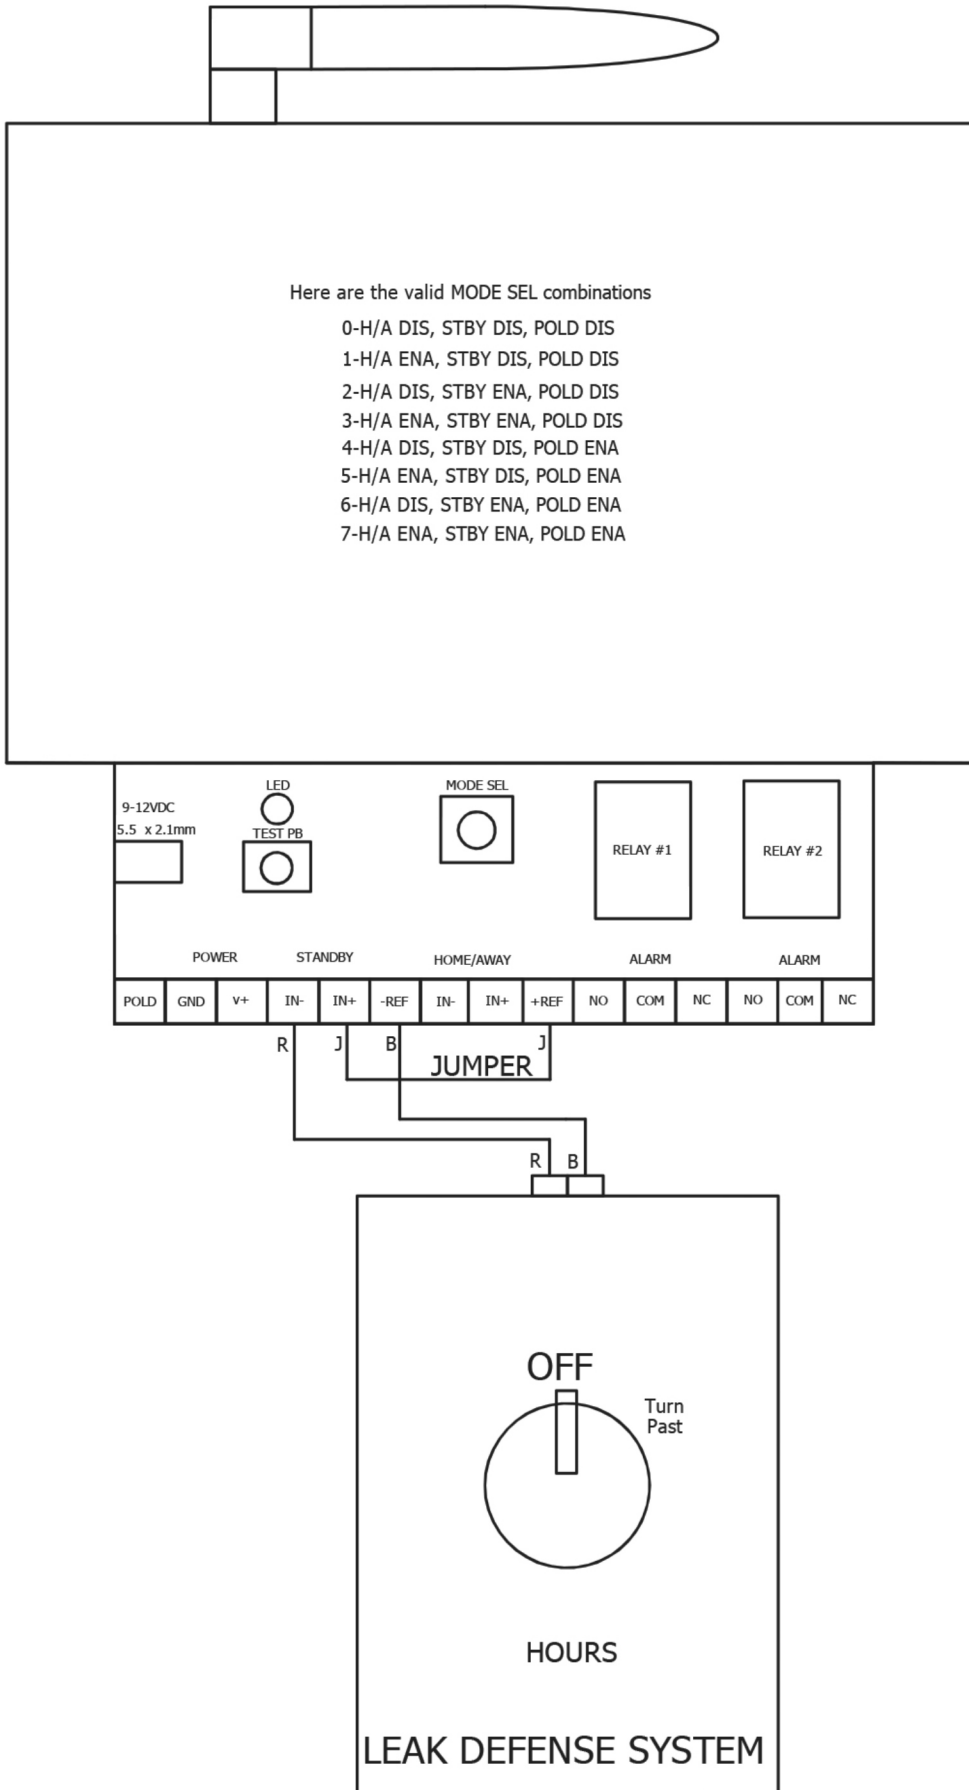 Here are the valid MODE SEL combinations
0-H/A DIS, STBY DIS, POLD DIS
1-H/A ENA, STBY DIS, POLD DIS
2-H/A DIS, STBY ENA, POLD DIS
3-H/A ENA, STBY ENA, POLD DIS
4-H/A DIS, STBY DIS, POLD ENA
5-H/A ENA, STBY DIS, POLD ENA
6-H/A DIS, STBY ENA, POLD ENA
7-H/A ENA, STBY ENA, POLD ENA
LED
MODE SEL
9-12VDC
5.5 x 2.1mm
TEST PB
RELAY #1
RELAY #2
POWER
STANDBY
HOME/AWAY
ALARM
ALARM
POLD GND V+ IN- IN+ -REF IN- IN+ +REF NO COM NC NO COM NC
R J B J
JUMPER
R B
OFF
Turn
Past
HOURS
LEAK DEFENSE SYSTEM